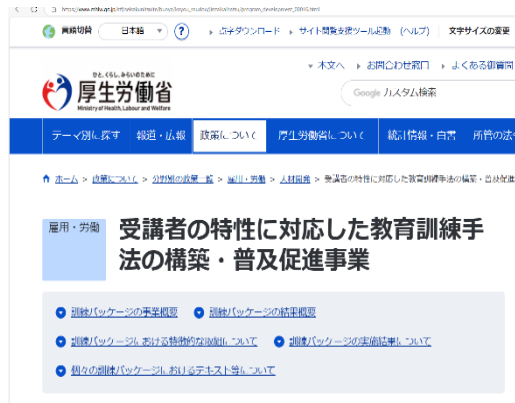 言語切替 日本語 ? 点字ダウンロード サイト閲覧支援ツール起動 (ヘルプ) 文字サイズの変更
本文へ お問合わせ窓口 よくある御質問
ひと、くらし、みらいのために
厚生労働省
Ministry of Health, Labour and Welfare
Google カスタム検索
テーマ別に探す 報道・広報 政策について 厚生労働省について 統計情報・白書 所管の法
ホーム > 政策について > 分野別の政策一覧 > 雇用・労働 > 人材開発 > 受講者の特性に対応した教育訓練手法の構築・普及促進
雇用・労働
受講者の特性に対応した教育訓練手
法の構築・普及促進事業
訓練パッケージの事業概要 訓練パッケージの結果概要
訓練パッケージにおける特徴的な取組について 訓練パッケージの実施結果について
個々の訓練パッケージにおけるテキスト等について